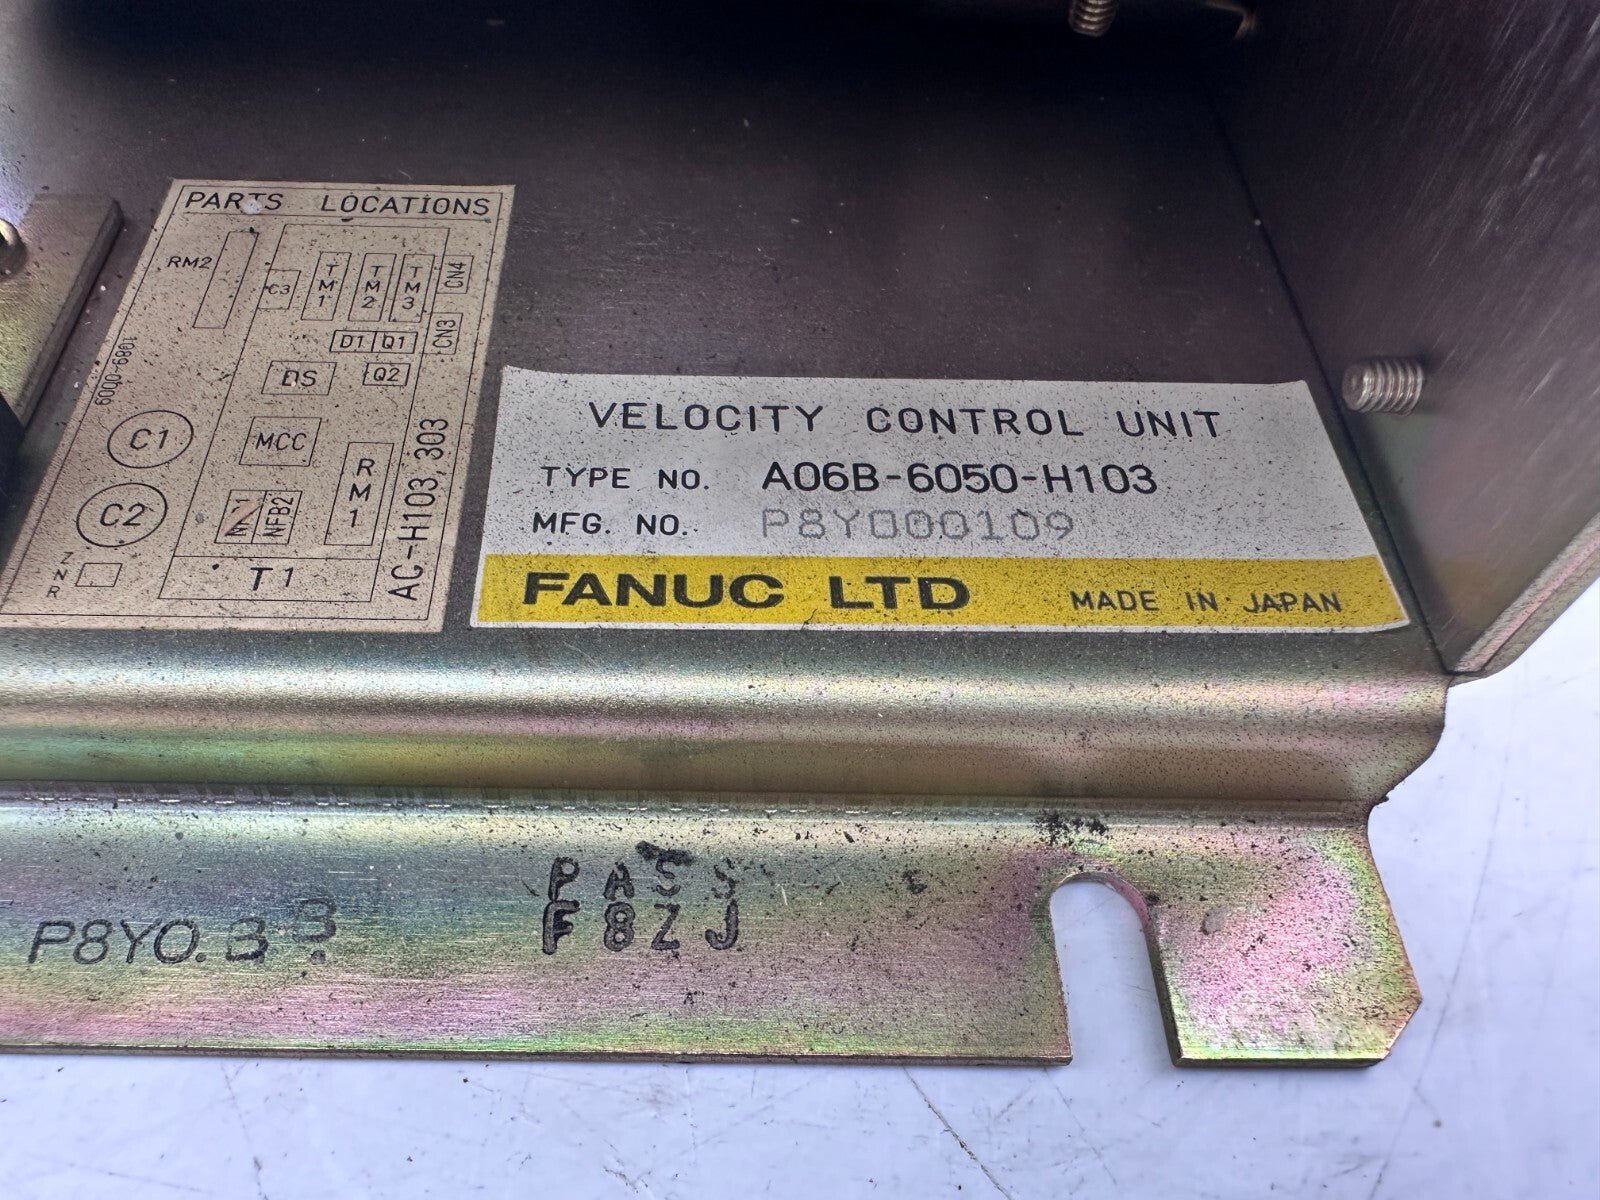 PARTS LOCATIONS
RM2
C3
TM1
TM2
TM3
CN4
D1 Q1
CN3
DS
Q2
C1
MCC
RM1
C2
NFB2
ZNR
T1
AC-H103, 303
VELOCITY CONTROL UNIT
TYPE NO. A06B-6050-H103
MFG. NO. P8Y000109
FANUC LTD MADE IN JAPAN
PASS
F8ZJ
P8Y0.